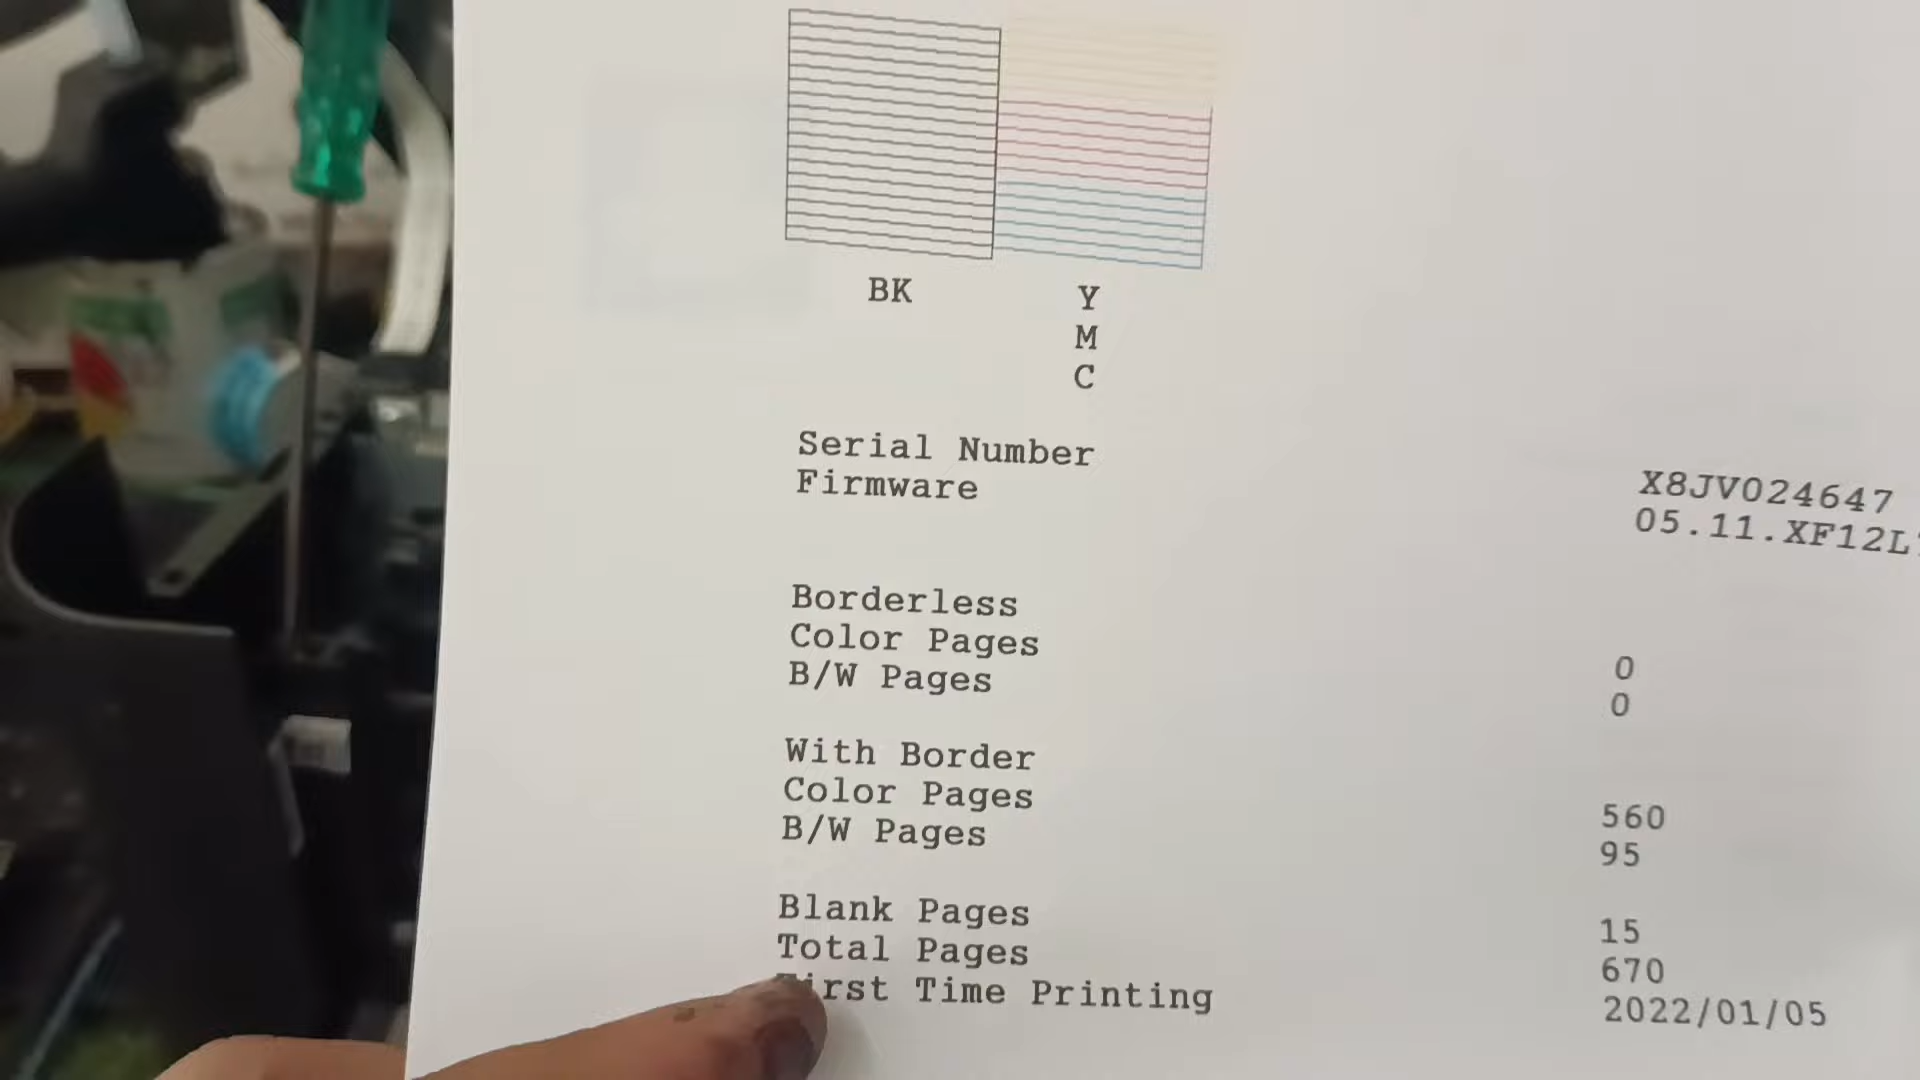 BK
Y
M
C
Serial Number X8JV024647
Firmware 05.11.XF12L
Borderless
Color Pages 0
B/W Pages 0
With Border
Color Pages 560
B/W Pages 95
Blank Pages 15
Total Pages 670
First Time Printing 2022/01/05